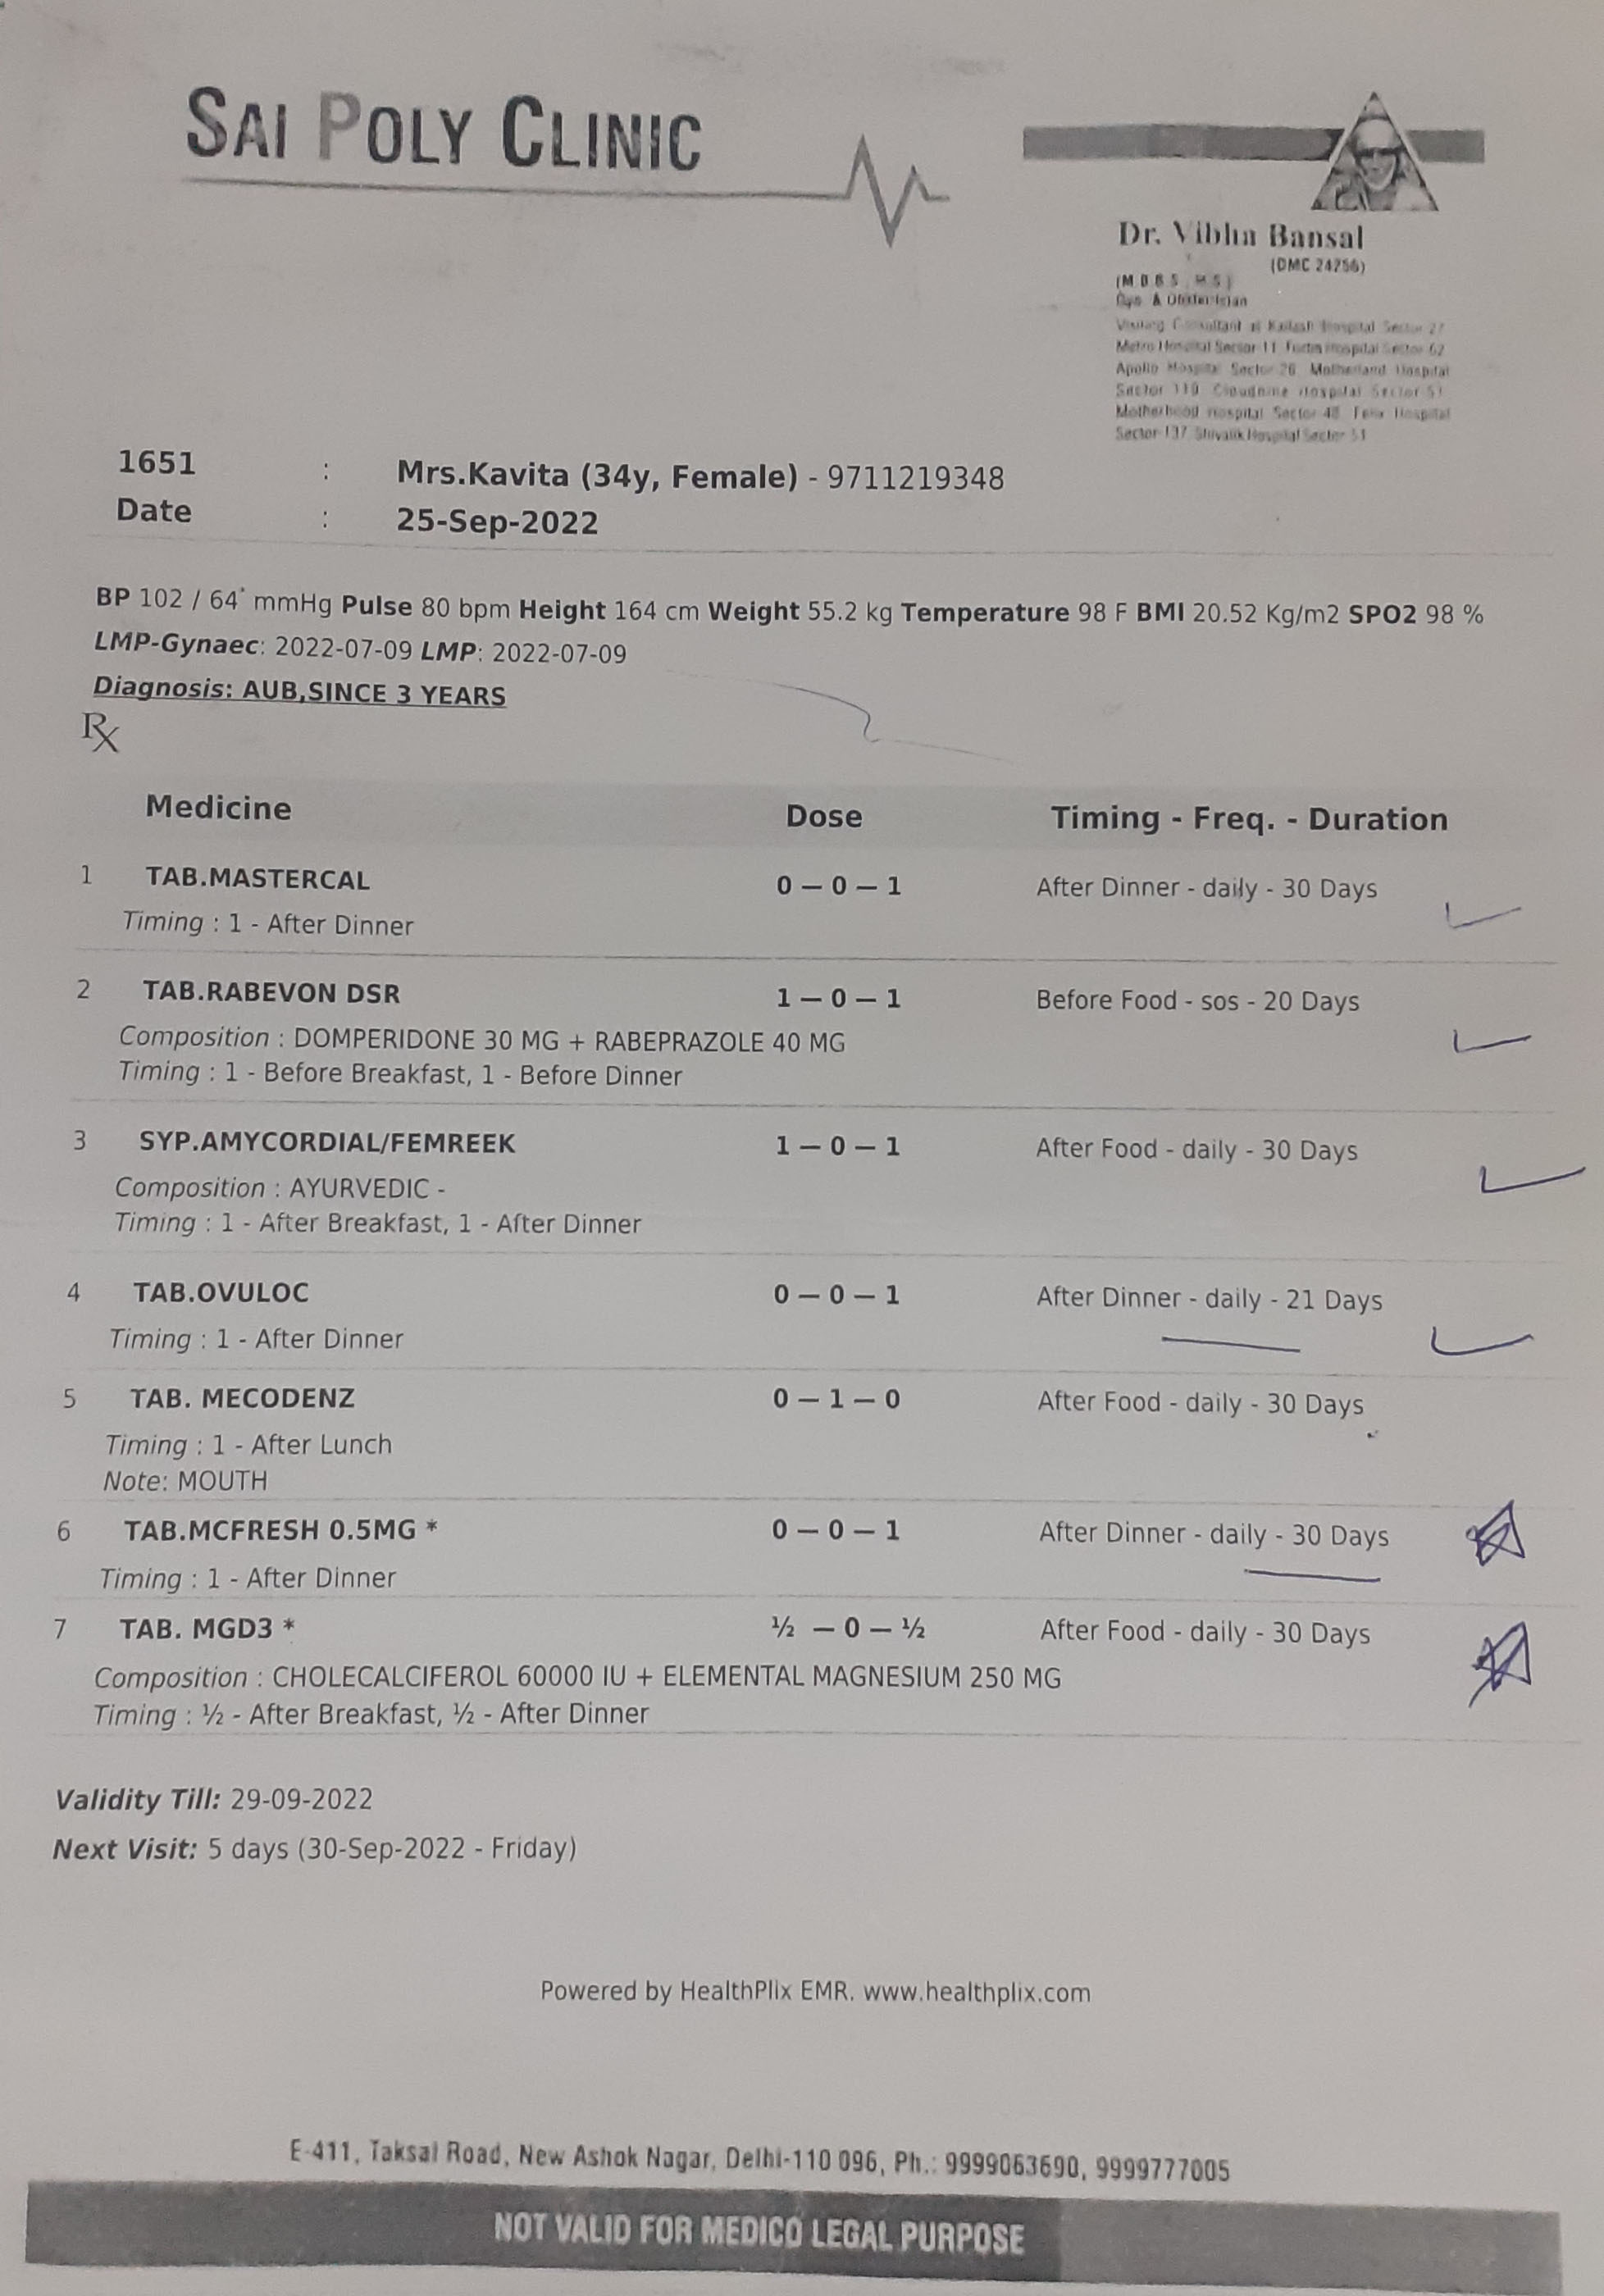 SAI POLY CLINIC
Dr. Vibha Bansal
(DMC 24256)
(M B B S M S)
Gyn. & Obstetrician
Visiting Consultant at Kailash Hospital Sector 27
Metro Hospital Sector 11 Fortis Hospital Sector 62
Apollo Hospital Sector 26 Motherland Hospital
Sector 119 Cloudnine Hospital Sector 51
Motherhood Hospital Sector 48 Hospital
Sector 137 Shivalik Hospital Sector 51
1651 : Mrs.Kavita (34y, Female) - 9711219348
Date : 25-Sep-2022
BP 102 / 64 mmHg Pulse 80 bpm Height 164 cm Weight 55.2 kg Temperature 98 F BMI 20.52 Kg/m2 SPO2 98 %
LMP-Gynaec: 2022-07-09 LMP: 2022-07-09
Diagnosis: AUB,SINCE 3 YEARS
Rx
Medicine Dose Timing - Freq. - Duration
1 TAB.MASTERCAL 0 – 0 – 1 After Dinner - daily - 30 Days
Timing : 1 - After Dinner
2 TAB.RABEVON DSR 1 – 0 – 1 Before Food - sos - 20 Days
Composition : DOMPERIDONE 30 MG + RABEPRAZOLE 40 MG
Timing : 1 - Before Breakfast, 1 - Before Dinner
3 SYP.AMYCORDIAL/FEMREEK 1 – 0 – 1 After Food - daily - 30 Days
Composition : AYURVEDIC -
Timing : 1 - After Breakfast, 1 - After Dinner
4 TAB.OVULOC 0 – 0 – 1 After Dinner - daily - 21 Days
Timing : 1 - After Dinner
5 TAB. MECODENZ 0 – 1 – 0 After Food - daily - 30 Days
Timing : 1 - After Lunch
Note: MOUTH
6 TAB.MCFRESH 0.5MG * 0 – 0 – 1 After Dinner - daily - 30 Days
Timing : 1 - After Dinner
7 TAB. MGD3 * ½ – 0 – ½ After Food - daily - 30 Days
Composition : CHOLECALCIFEROL 60000 IU + ELEMENTAL MAGNESIUM 250 MG
Timing : ½ - After Breakfast, ½ - After Dinner
Validity Till: 29-09-2022
Next Visit: 5 days (30-Sep-2022 - Friday)
Powered by HealthPlix EMR. www.healthplix.com
E-411, Taksal Road, New Ashok Nagar, Delhi-110 096, Ph.: 9999063690, 9999777005
NOT VALID FOR MEDICO LEGAL PURPOSE